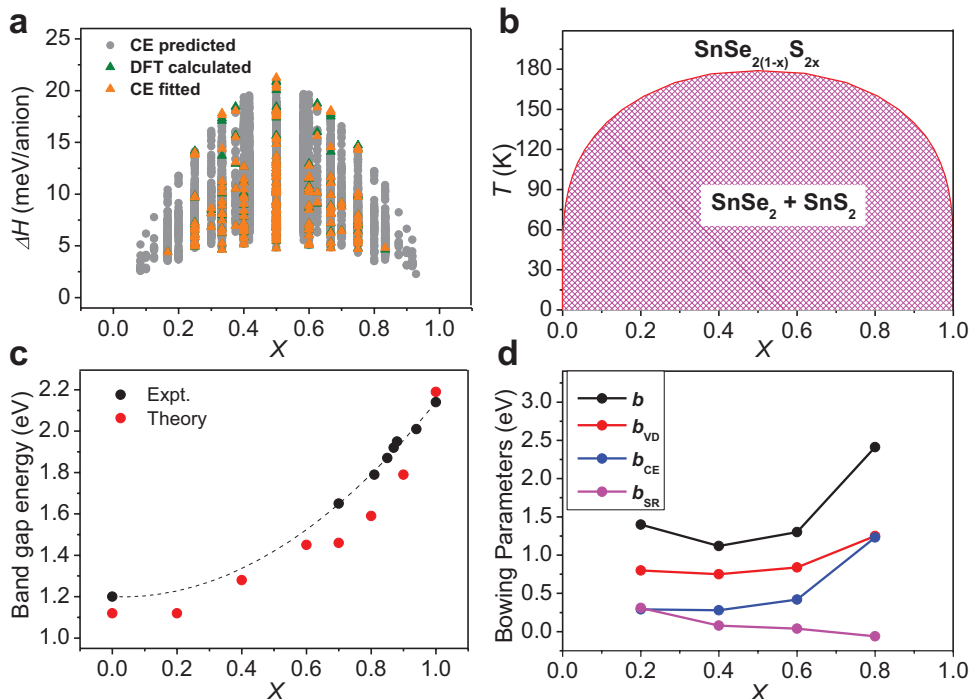 a
25
20
15
10
5
0
ΔH (meV/anion)
CE predicted
DFT calculated
CE fitted
0.0 0.2 0.4 0.6 0.8 1.0
X
b
SnSe2(1-x)S2x
180
150
120
90
60
30
0
T (K)
SnSe2 + SnS2
0.0 0.2 0.4 0.6 0.8 1.0
X
c
2.2
2.0
1.8
1.6
1.4
1.2
1.0
Band gap energy (eV)
Expt.
Theory
0.0 0.2 0.4 0.6 0.8 1.0
X
d
3.0
2.5
2.0
1.5
1.0
0.5
0.0
Bowing Parameters (eV)
b
bVD
bCE
bSR
0.0 0.2 0.4 0.6 0.8 1.0
X